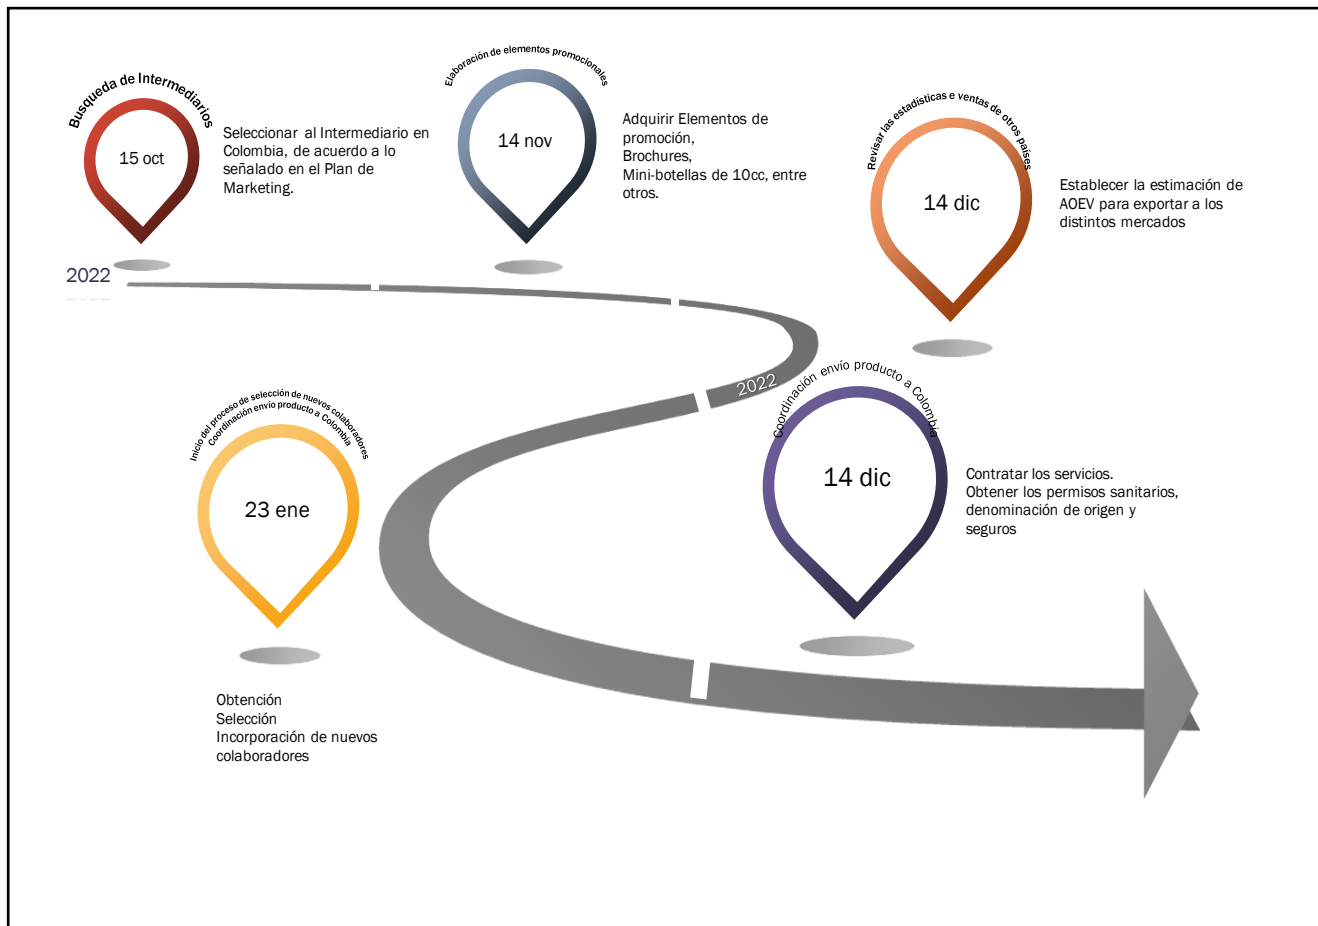 Busqueda de Intermediarios
15 oct
Seleccionar al Intermediario en
Colombia, de acuerdo a lo
señalado en el Plan de
Marketing.
Elaboración de elementos promocionales
14 nov
Adquirir Elementos de
promoción,
Brochures,
Mini-botellas de 10cc, entre
otros.
Revisar las estadísticas e ventas de otros países
14 dic
Establecer la estimación de
AOEV para exportar a los
distintos mercados
2022
2022
Coordinación envío producto a Colombia
14 dic
Contratar los servicios.
Obtener los permisos sanitarios,
denominación de origen y
seguros
Inicio del proceso de selección de nuevos colaboradores
Coordinación envío producto a Colombia
23 ene
Obtención
Selección
Incorporación de nuevos
colaboradores